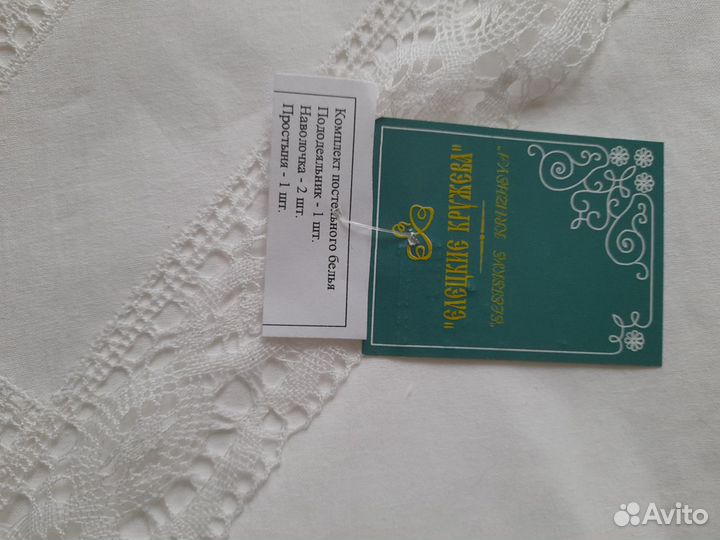 Комплект постельного белья
Пододеяльник - 1 шт.
Наволочка - 2 шт.
Простыня - 1 шт.
"ЕЛЕЦКИЕ КРУЖЕВА"
Avito